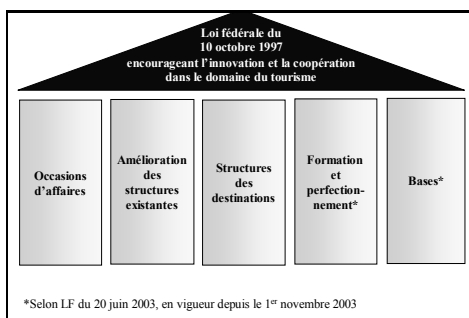 Loi fédérale du
10 octobre 1997
encourageant l'innovation et la coopération
dans le domaine du tourisme
Occasions
d'affaires
Amélioration
des
structures
existantes
Structures
des
destinations
Formation
et
perfection-
nement*
Bases*
*Selon LF du 20 juin 2003, en vigueur depuis le 1er novembre 2003